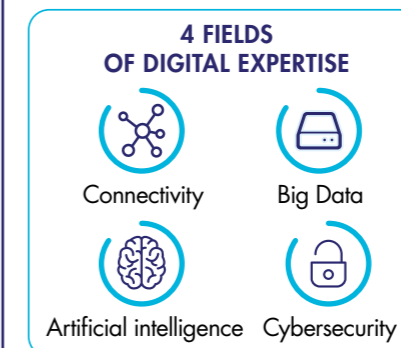 4 FIELDS
OF DIGITAL EXPERTISE
Connectivity
Big Data
Artificial intelligence
Cybersecurity